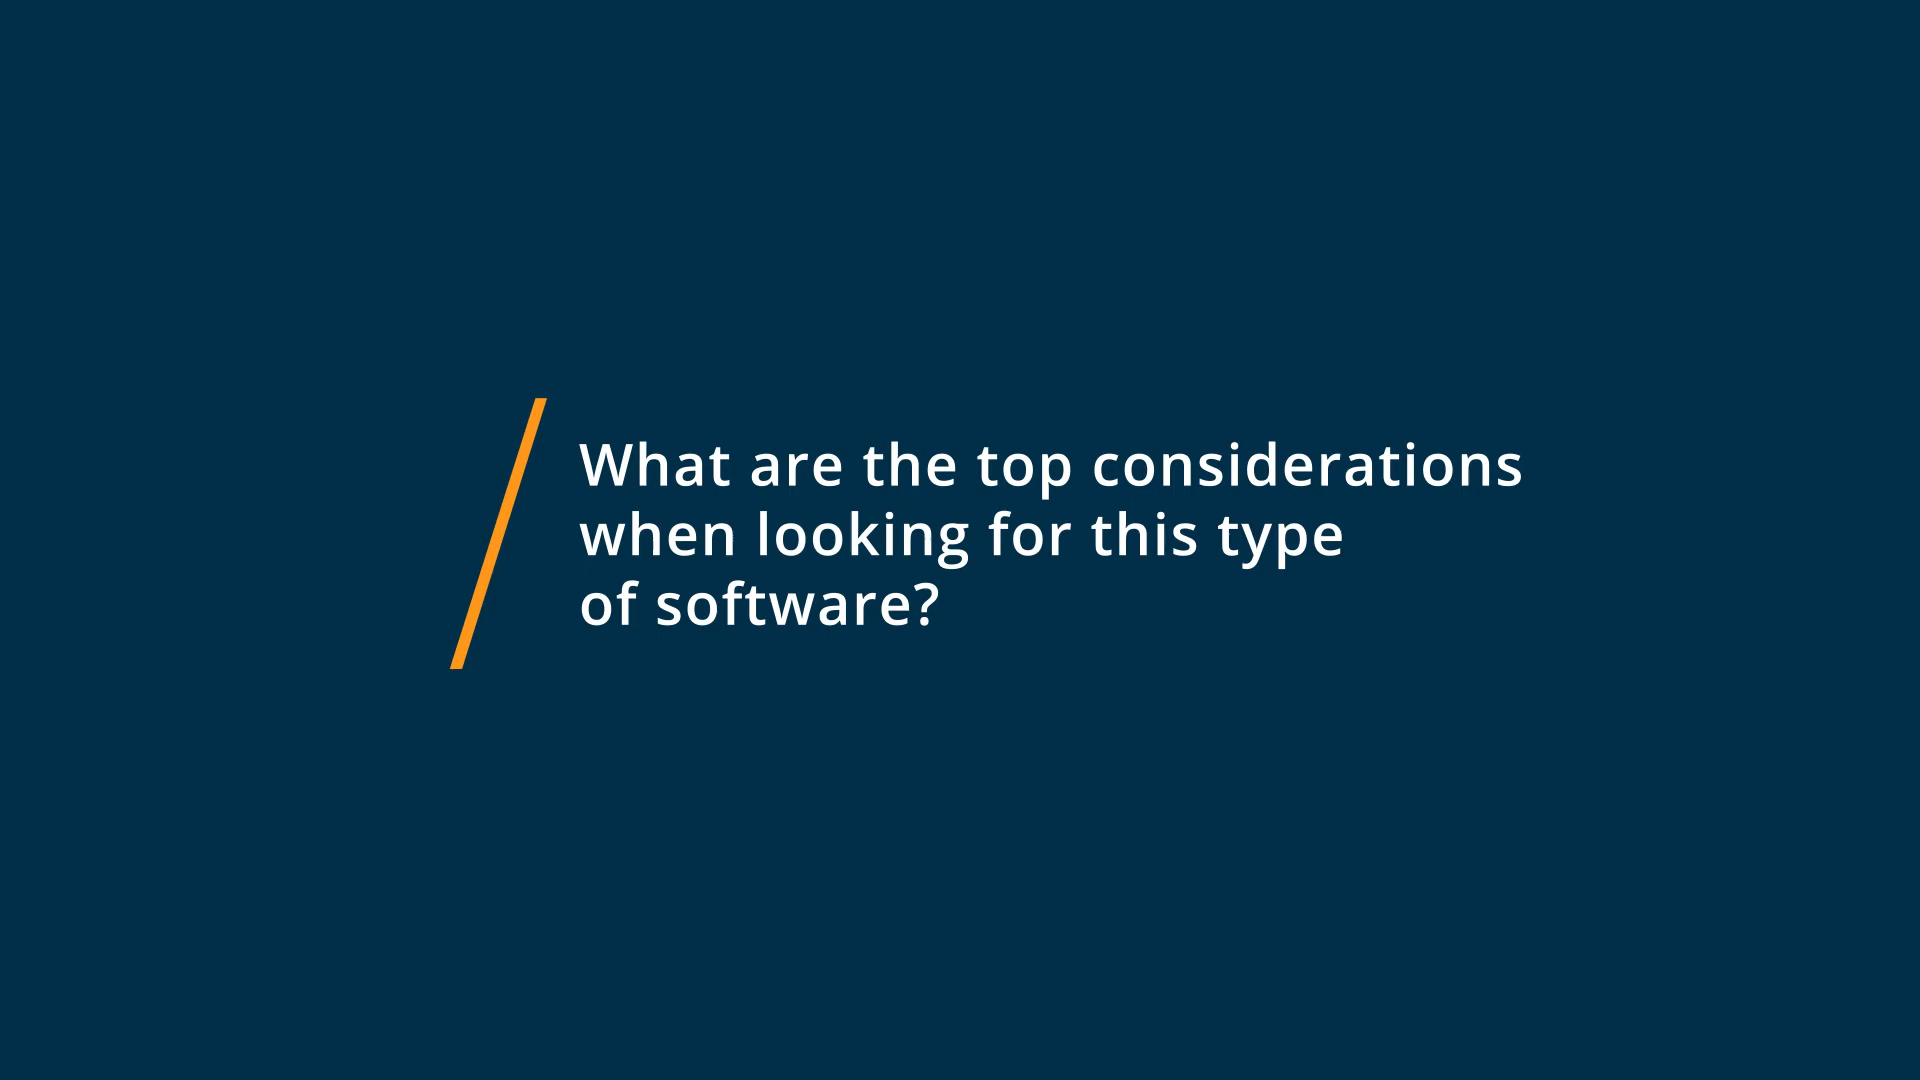 What are the top considerations
when looking for this type
of software?